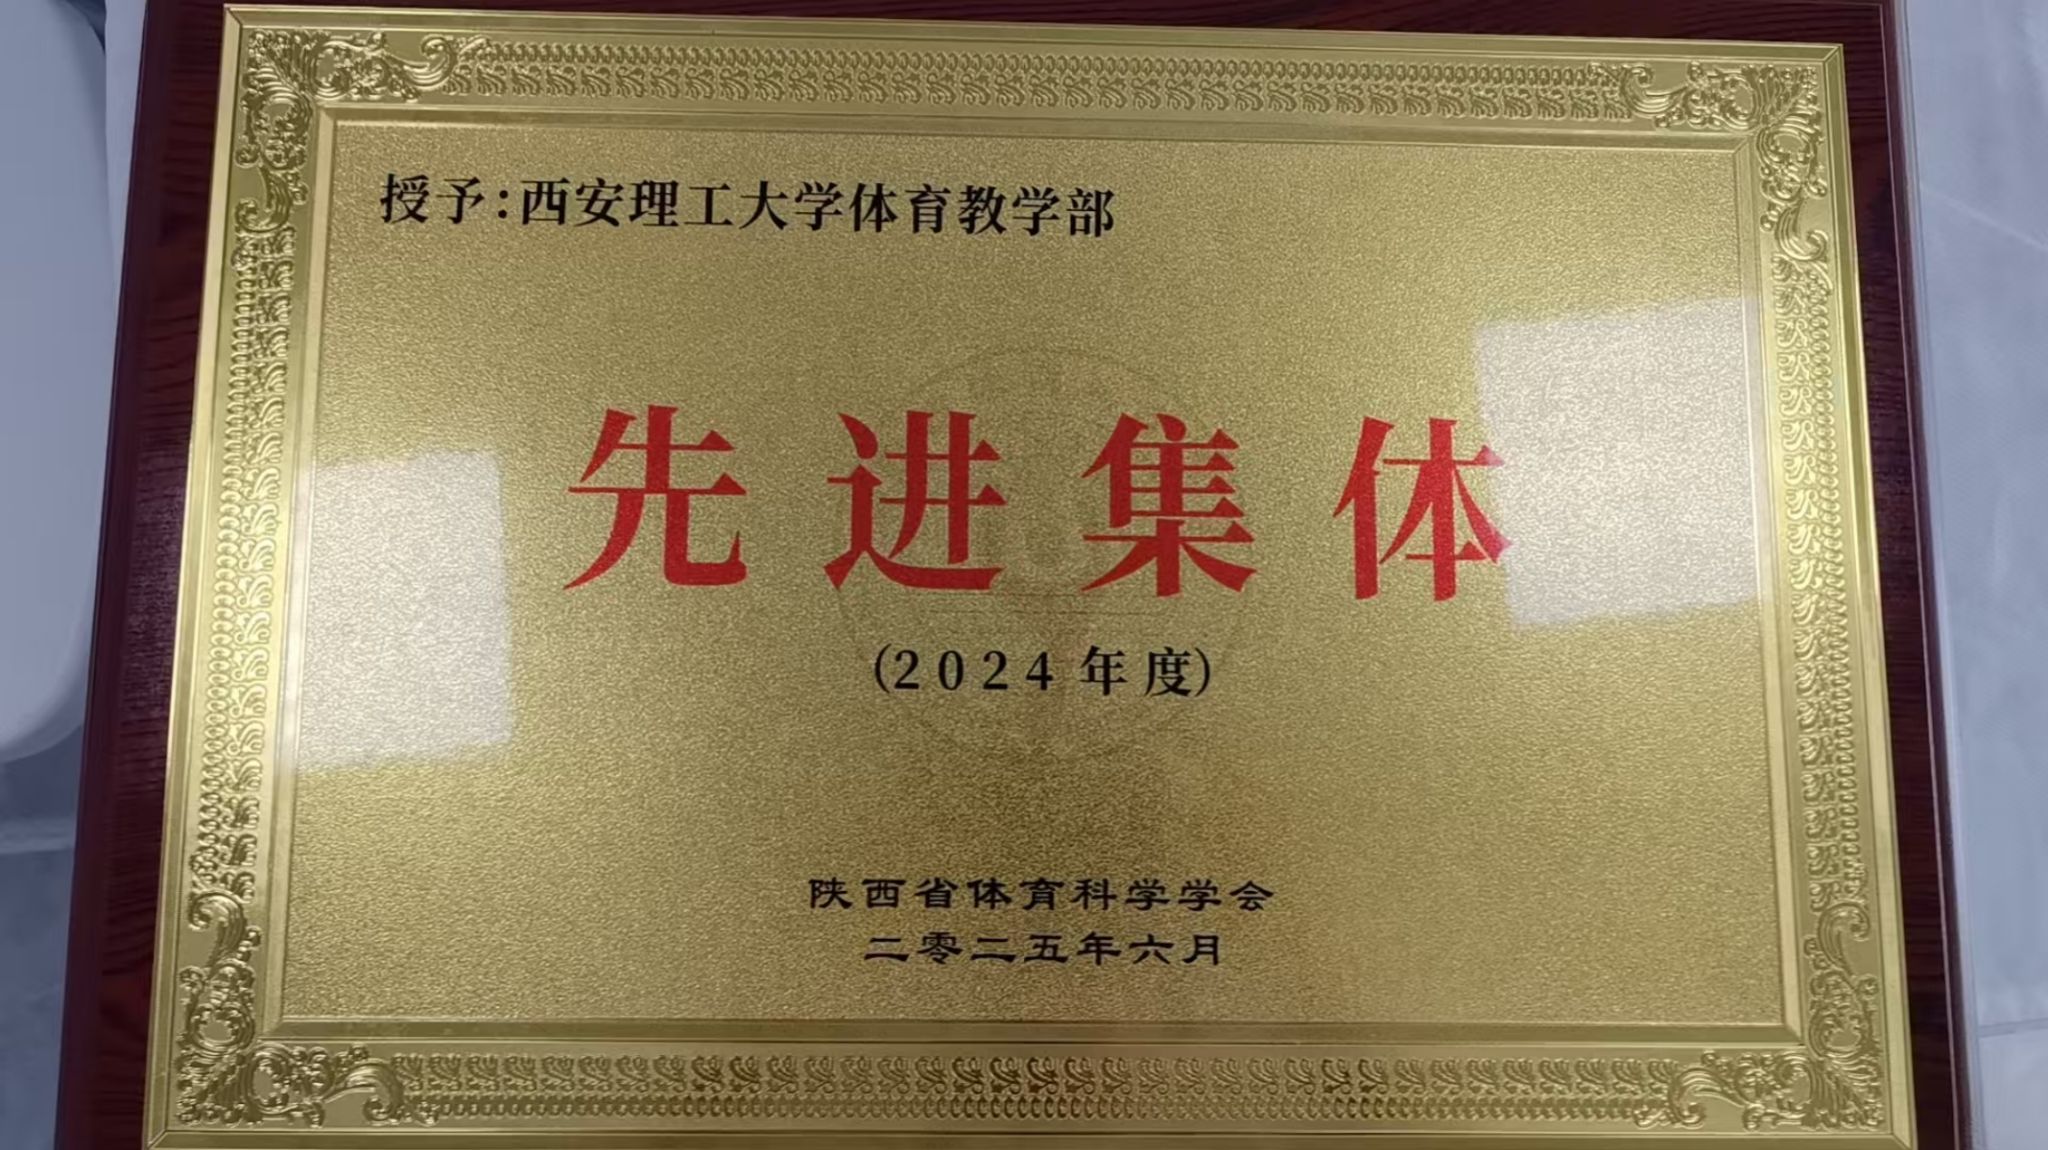 授予:西安理工大学体育教学部
先进集体
(2024年度)
陕西省体育科学学会
二零二五年六月